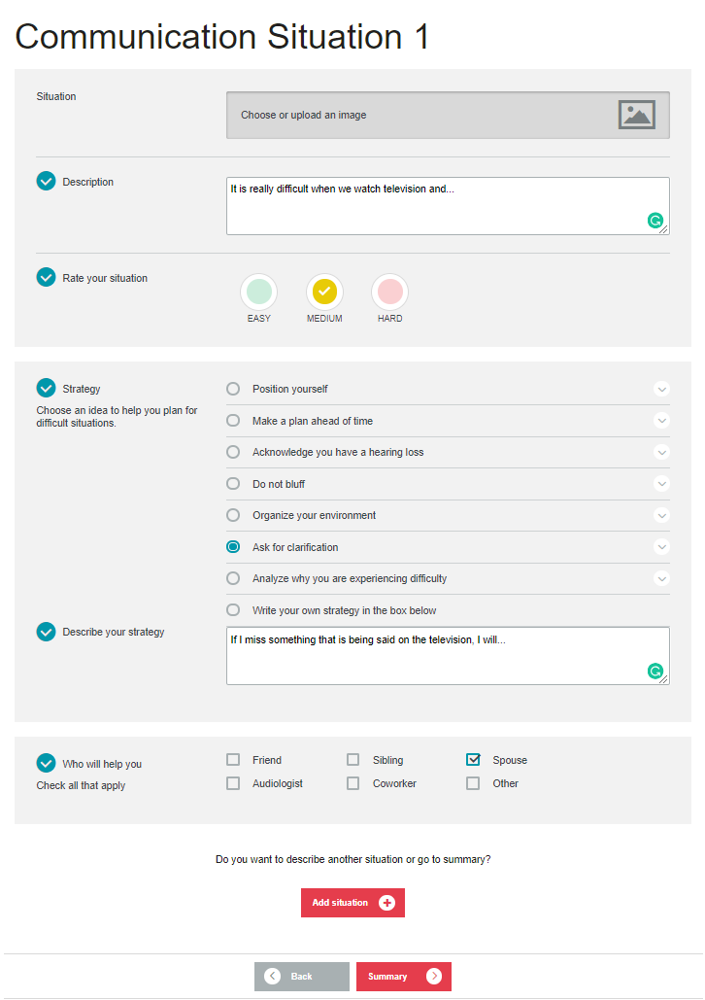 Communication Situation 1
Situation
Choose or upload an image
Description
It is really difficult when we watch television and...
Rate your situation
EASY
MEDIUM
HARD
Strategy
Choose an idea to help you plan for
difficult situations.
Position yourself
Make a plan ahead of time
Acknowledge you have a hearing loss
Do not bluff
Organize your environment
Ask for clarification
Analyze why you are experiencing difficulty
Write your own strategy in the box below
Describe your strategy
If I miss something that is being said on the television, I will...
Who will help you
Check all that apply
Friend
Sibling
Spouse
Audiologist
Coworker
Other
Do you want to describe another situation or go to summary?
Add situation
Back
Summary